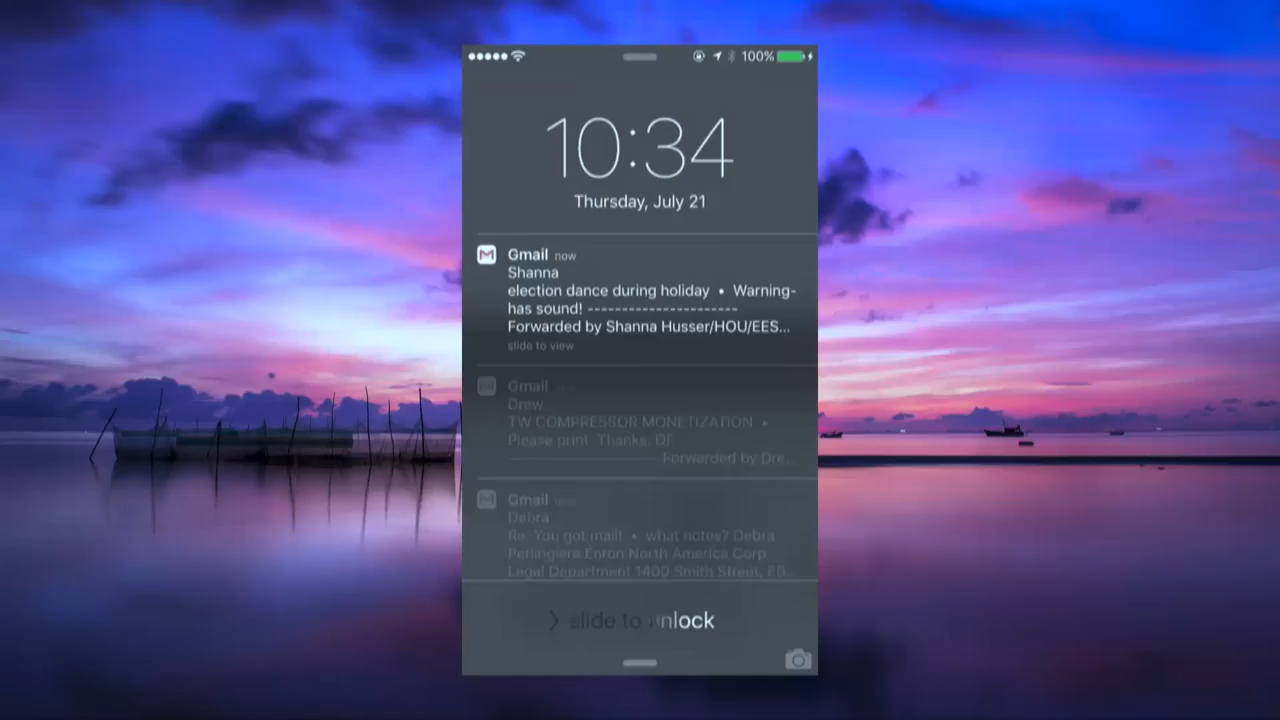 100%
10:34
Thursday, July 21
Gmail now
Shanna
election dance during holiday • Warning-
has sound! ----------------------
Forwarded by Shanna Husser/HOU/EES...
slide to view
Gmail now
Drew
TW COMPRESSOR MONETIZATION •
Please print Thanks, DF
---------------------- Forwarded by Dre...
Gmail now
Debra
Re: You got mail! • what notes? Debra
Perlingiere Enron North America Corp
Legal Department 1400 Smith Street, EB...
slide to unlock